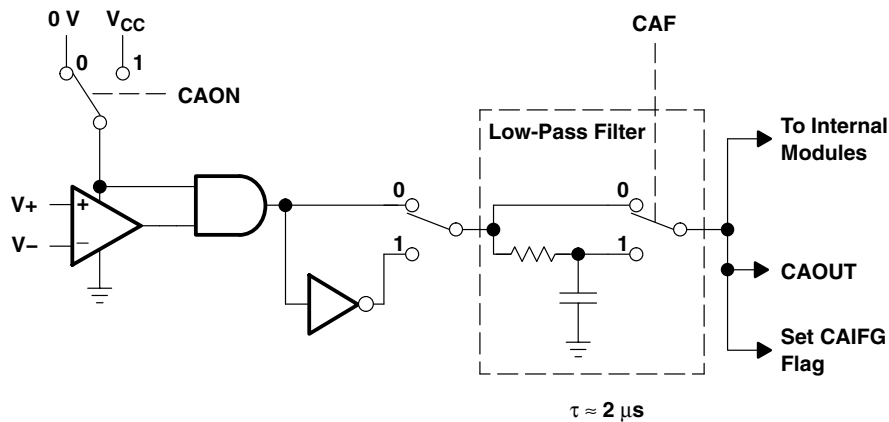 0 V
V_CC
CAF
0
1
CAON
Low-Pass Filter
To Internal
Modules
0
0
V+
+
V−
−
1
1
CAOUT
Set CAIFG
Flag
τ ≈ 2 μs